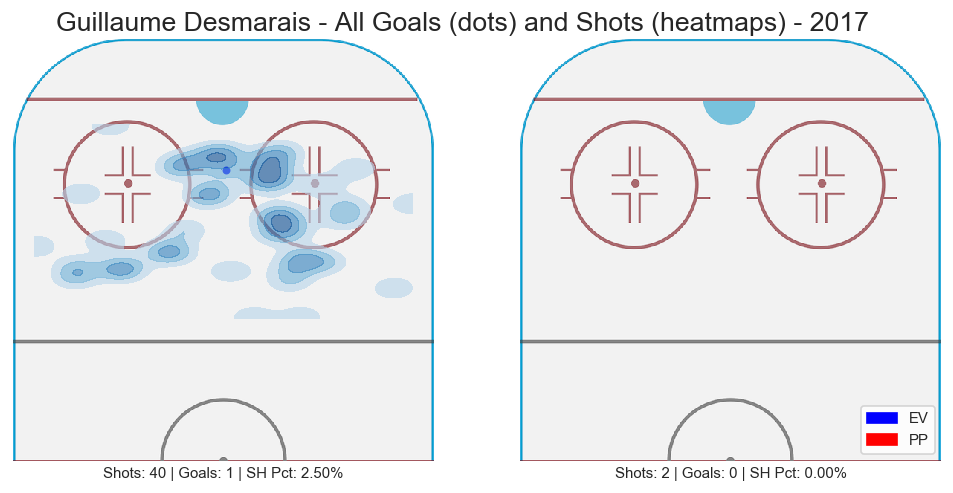 Guillaume Desmarais - All Goals (dots) and Shots (heatmaps) - 2017
EV
PP
Shots: 40 | Goals: 1 | SH Pct: 2.50%
Shots: 2 | Goals: 0 | SH Pct: 0.00%